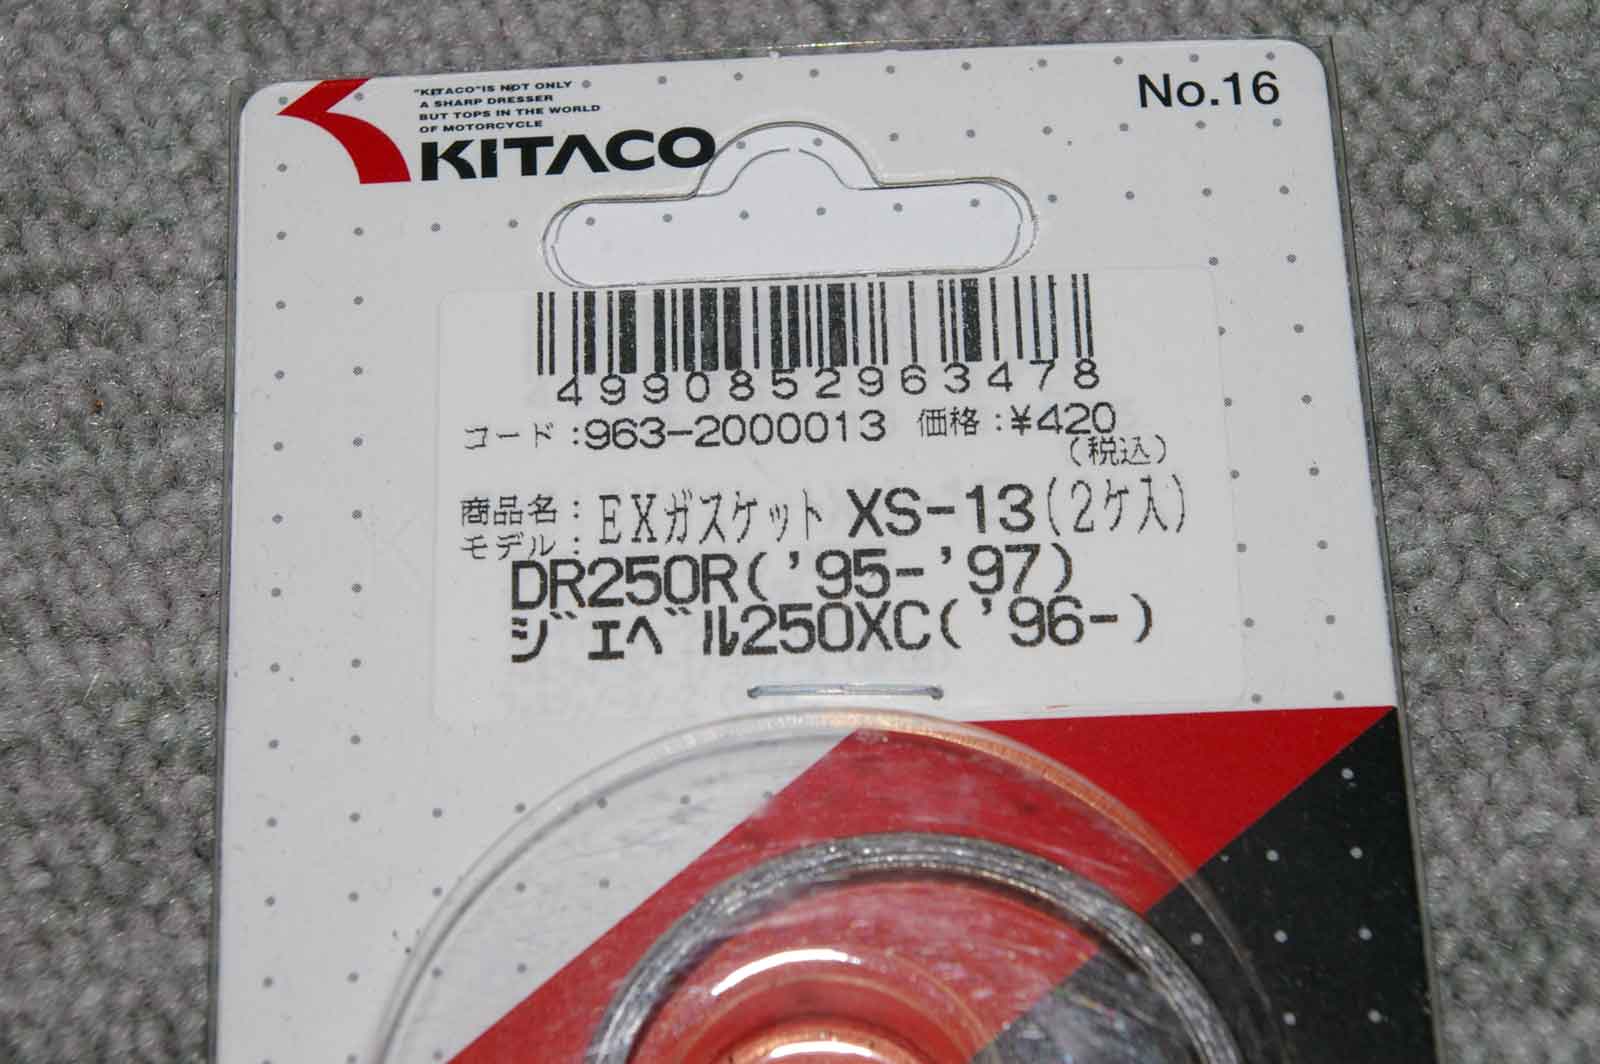 "KITACO"IS NOT ONLY
A SHARP DRESSER
BUT TOPS IN THE WORLD
OF MOTORCYCLE
KITACO
No.16
4990852963478
コード:963-2000013 価格:¥420
(税込)
商品名:EXガスケット XS-13(2ケ入)
モデル:
DR250R('95-'97)
ジェベル250XC('96-)